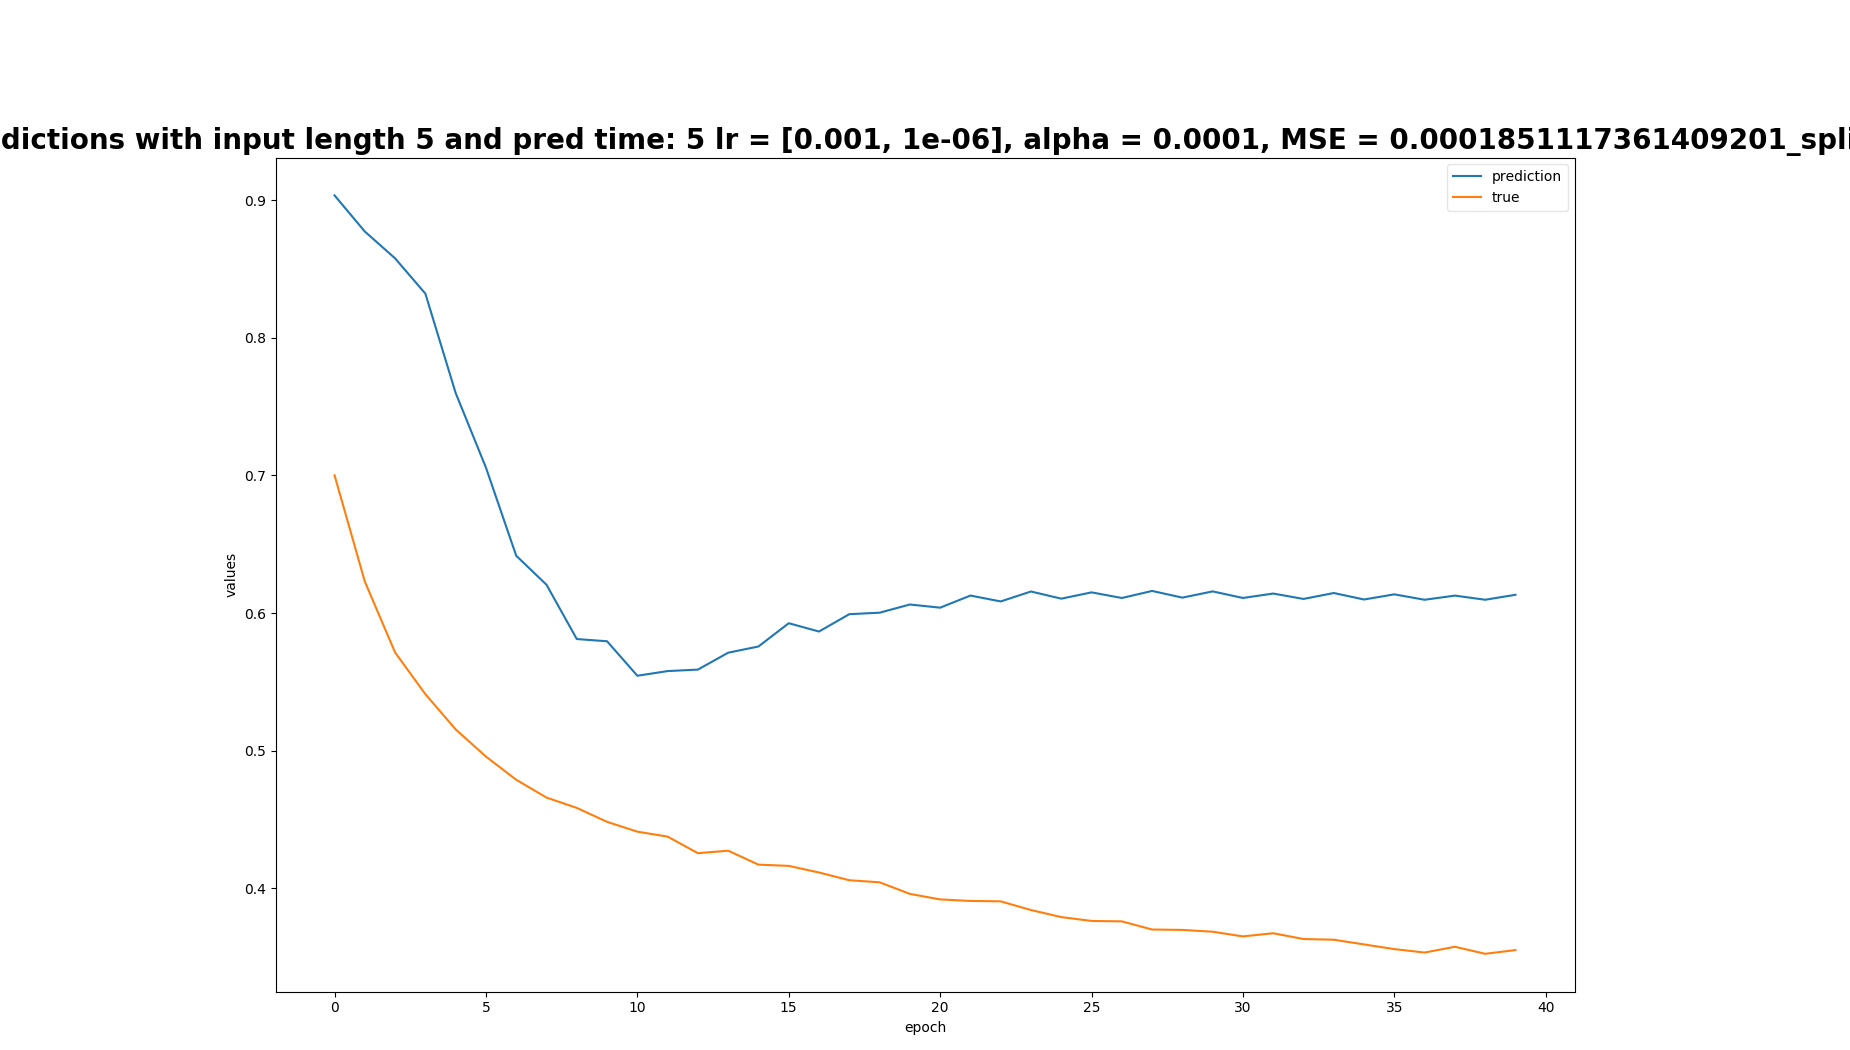 dictions with input length 5 and pred time: 5 lr = [0.001, 1e-06], alpha = 0.0001, MSE = 0.0001851117361409201_spli
prediction
true
0.9
0.8
0.7
0.6
0.5
0.4
values
0 5 10 15 20 25 30 35 40
epoch